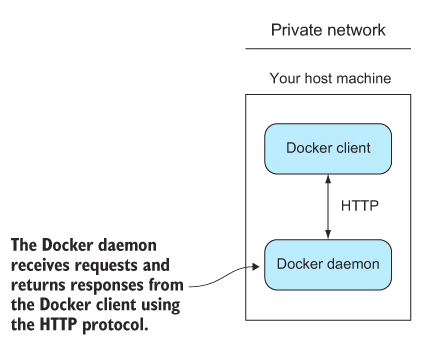 Private network
Your host machine
Docker client
HTTP
Docker daemon
The Docker daemon
receives requests and
returns responses from
the Docker client using
the HTTP protocol.